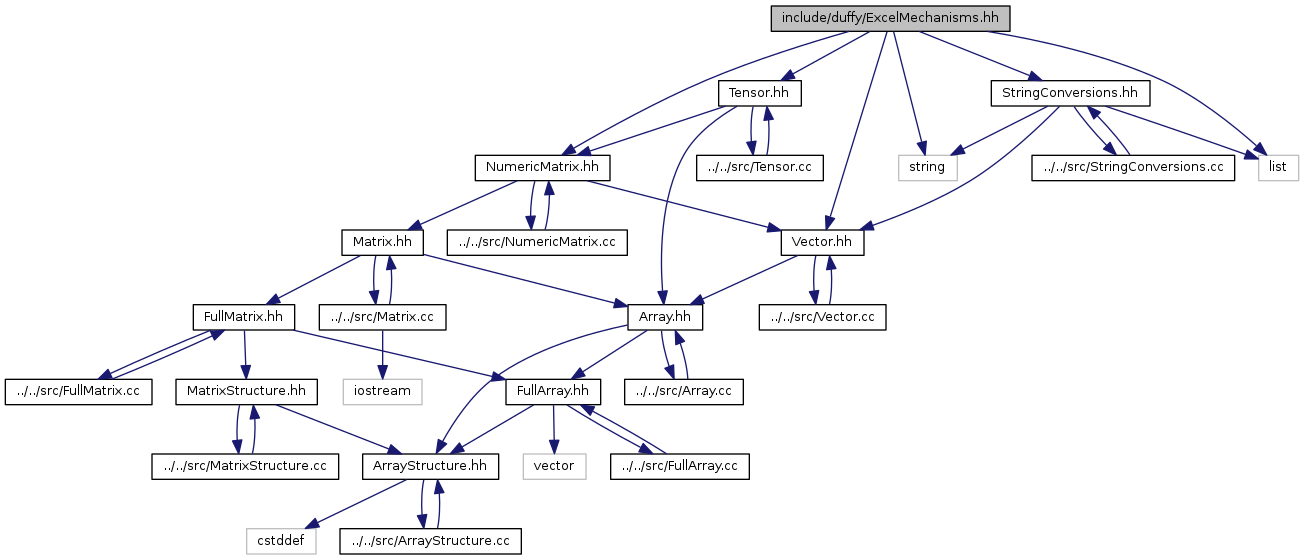 include/duffy/ExcelMechanisms.hh
Tensor.hh
StringConversions.hh
NumericMatrix.hh
../../src/Tensor.cc
string
../../src/StringConversions.cc
list
Matrix.hh
../../src/NumericMatrix.cc
Vector.hh
FullMatrix.hh
../../src/Matrix.cc
Array.hh
../../src/Vector.cc
../../src/FullMatrix.cc
MatrixStructure.hh
iostream
FullArray.hh
../../src/Array.cc
../../src/MatrixStructure.cc
ArrayStructure.hh
vector
../../src/FullArray.cc
cstddef
../../src/ArrayStructure.cc